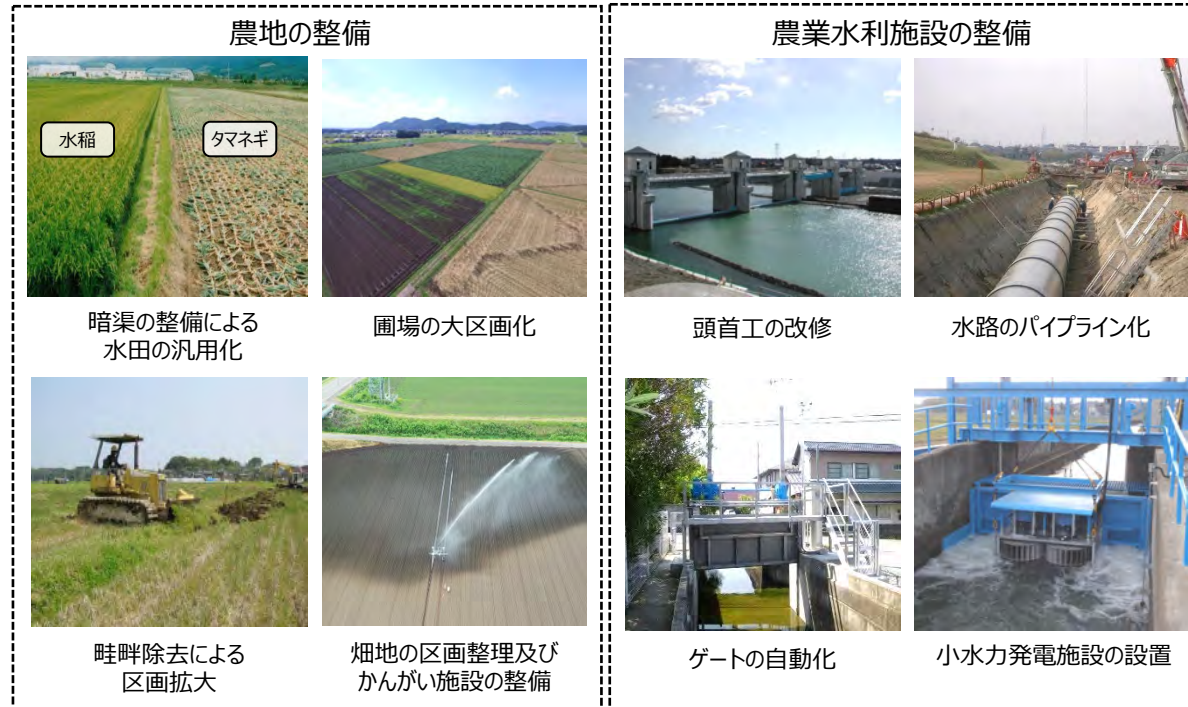 農地の整備
水稲
タマネギ
暗渠の整備による
水田の汎用化
圃場の大区画化
畦畔除去による
区画拡大
畑地の区画整理及び
かんがい施設の整備
農業水利施設の整備
頭首工の改修
水路のパイプライン化
ゲートの自動化
小水力発電施設の設置